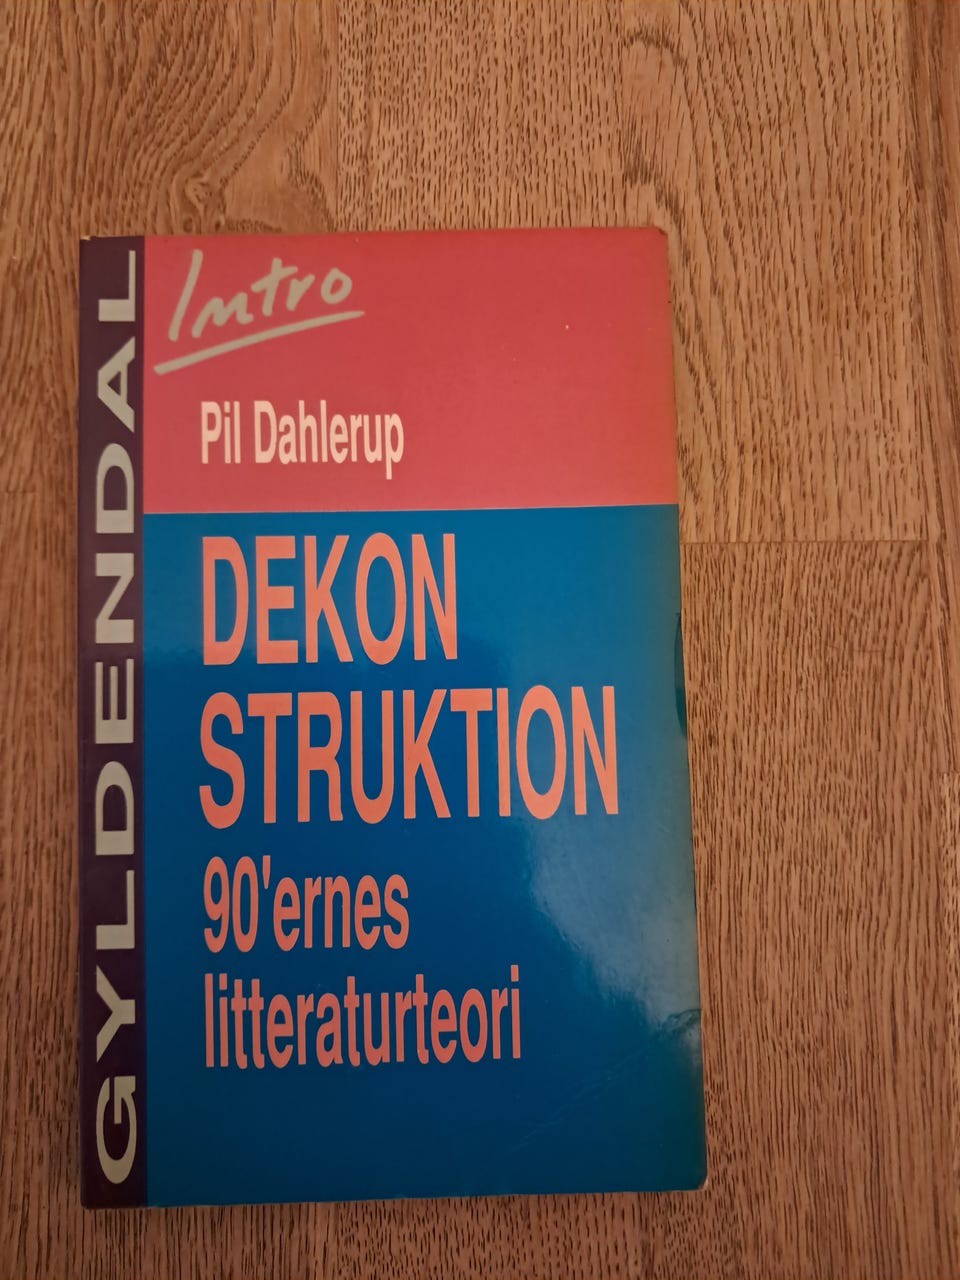 GYLDENDAL
Intro
Pil Dahlerup
DEKON
STRUKTION
90'ernes
litteraturteori